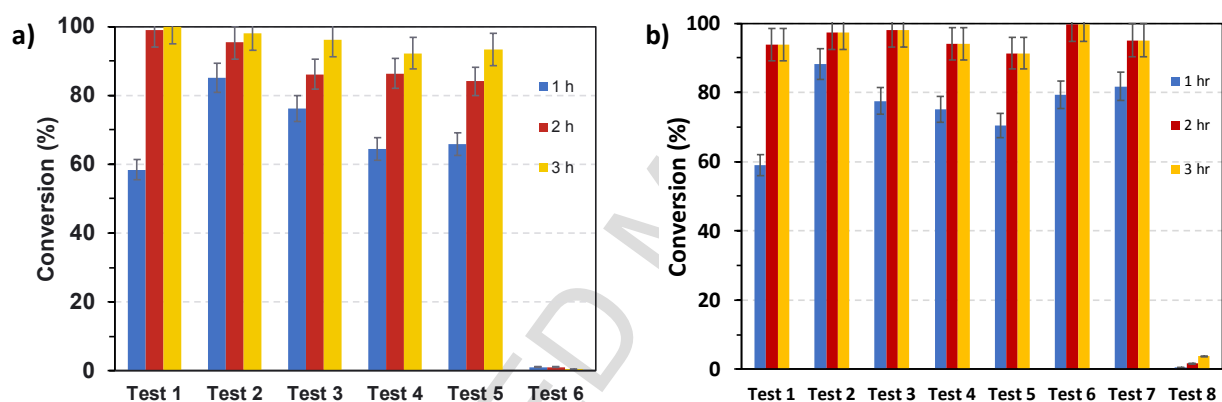 a)
Conversion (%)
100
80
60
40
20
0
Test 1 Test 2 Test 3 Test 4 Test 5 Test 6
1 h
2 h
3 h
b)
Conversion (%)
100
80
60
40
20
0
Test 1 Test 2 Test 3 Test 4 Test 5 Test 6 Test 7 Test 8
1 hr
2 hr
3 hr